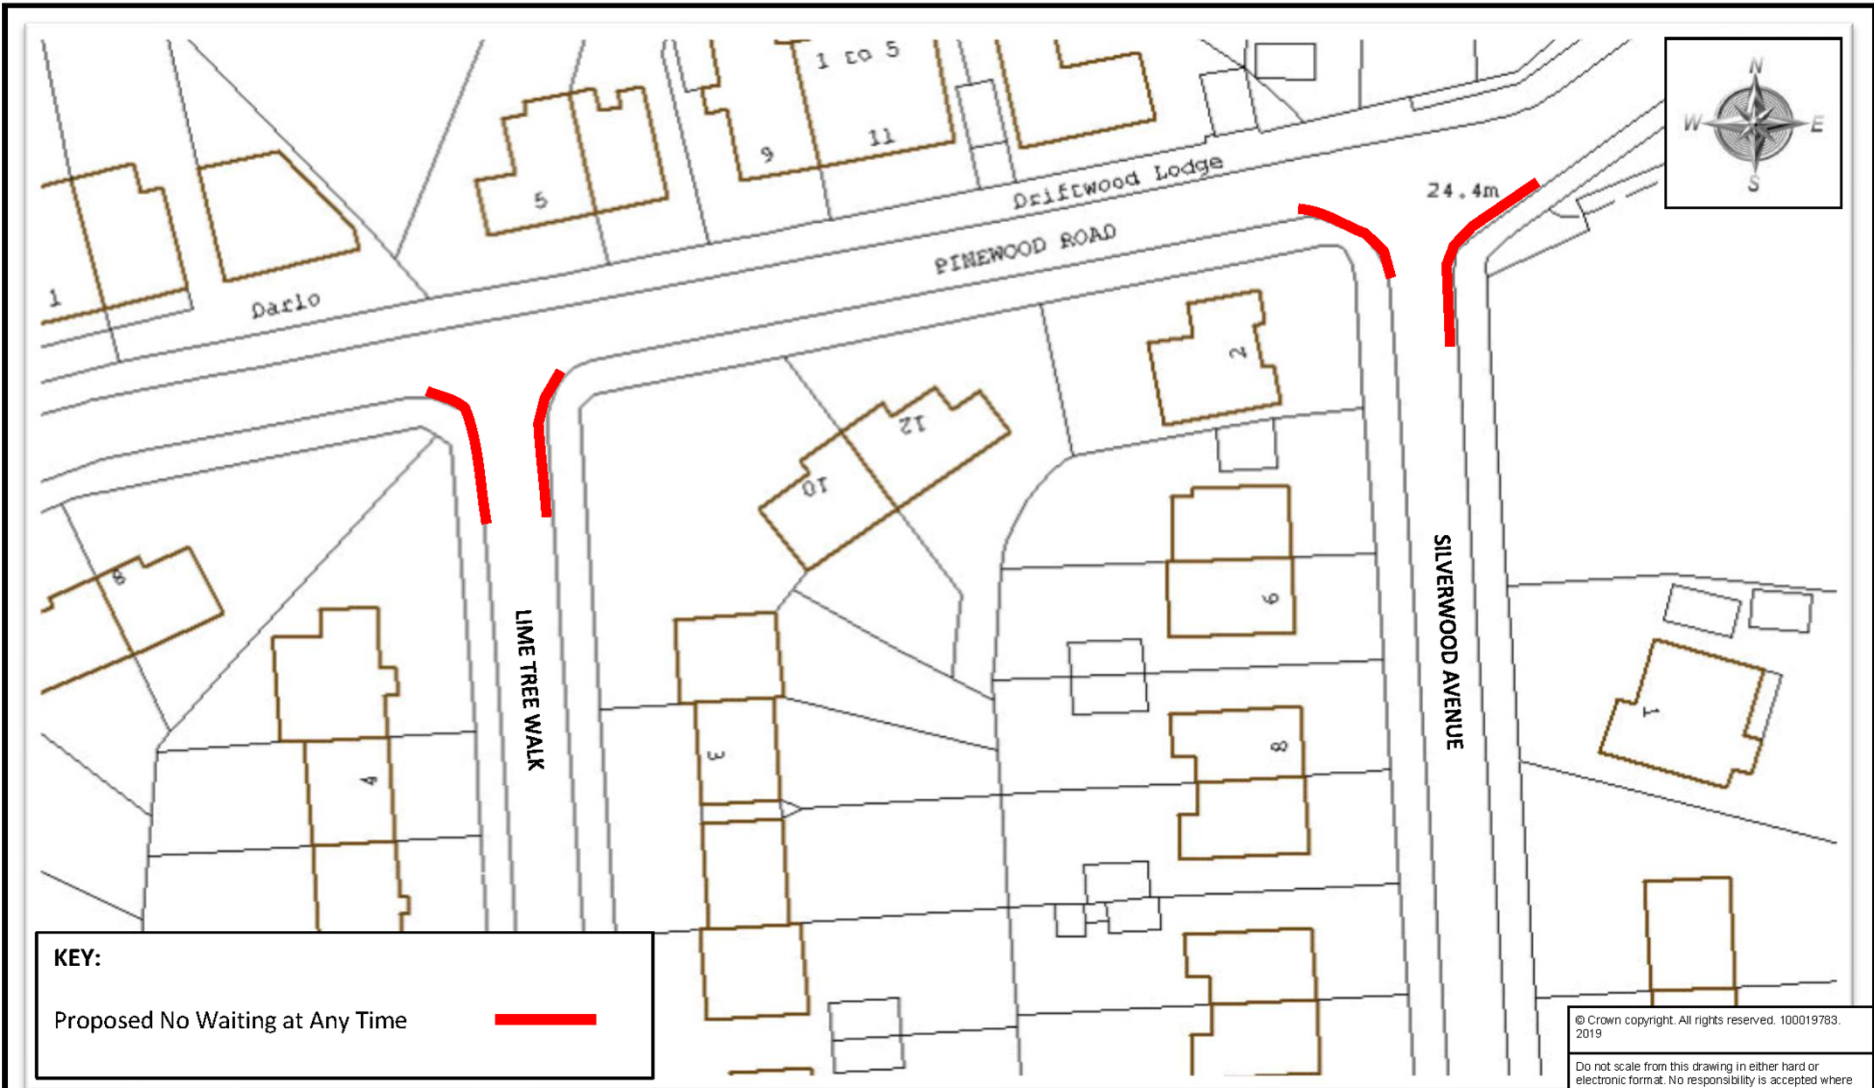 1 to 5
N
W
E
S
9
11
5
Driftwood Lodge
24.4m
PINEWOOD ROAD
1
Darlo
2
12
10
8
6
SILVERWOOD AVENUE
LIME TREE WALK
3
4
8
1
KEY:
Proposed No Waiting at Any Time
© Crown copyright. All rights reserved. 100019783.
2019
Do not scale from this drawing in either hard or
electronic format. No responsibility is accepted where